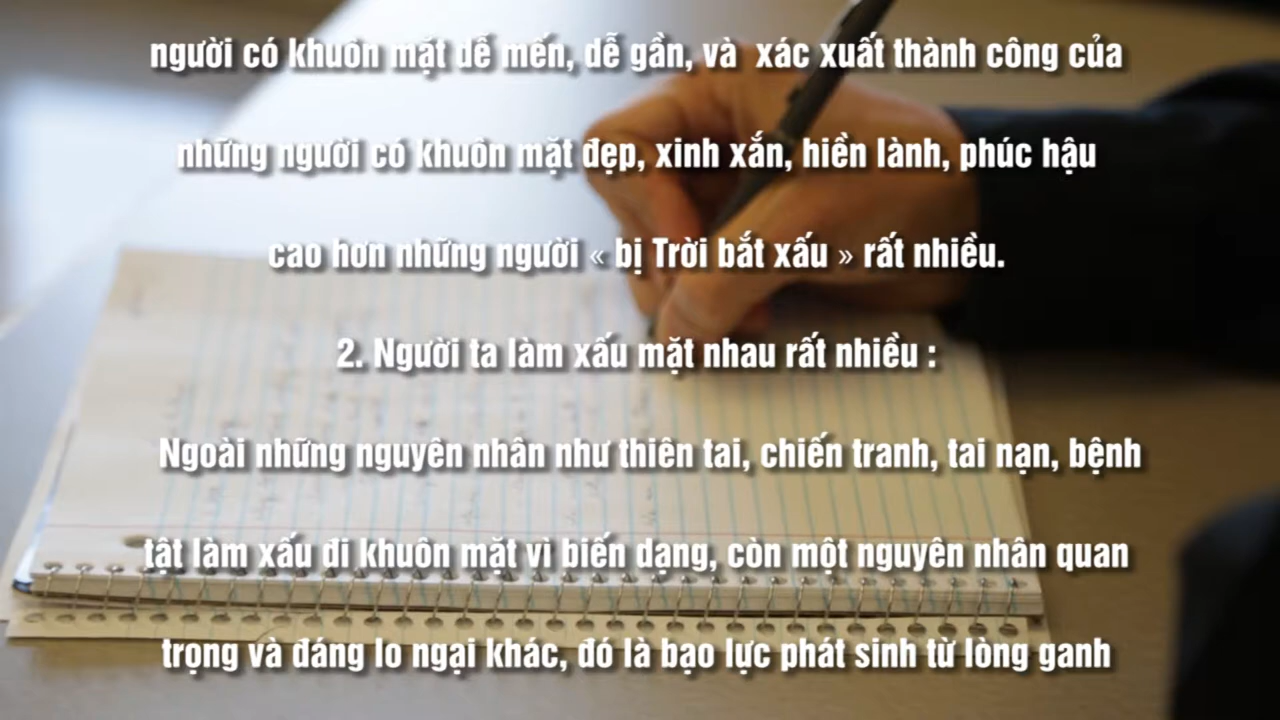 người có khuôn mặt dễ mến, dễ gần, và xác xuất thành công của
những người có khuôn mặt đẹp, xinh xắn, hiền lành, phúc hậu
cao hơn những người « bị Trời bắt xấu » rất nhiều.
2. Người ta làm xấu mặt nhau rất nhiều :
Ngoài những nguyên nhân như thiên tai, chiến tranh, tai nạn, bệnh
tật làm xấu đi khuôn mặt vì biến dạng, còn một nguyên nhân quan
trọng và đáng lo ngại khác, đó là bạo lực phát sinh từ lòng ganh